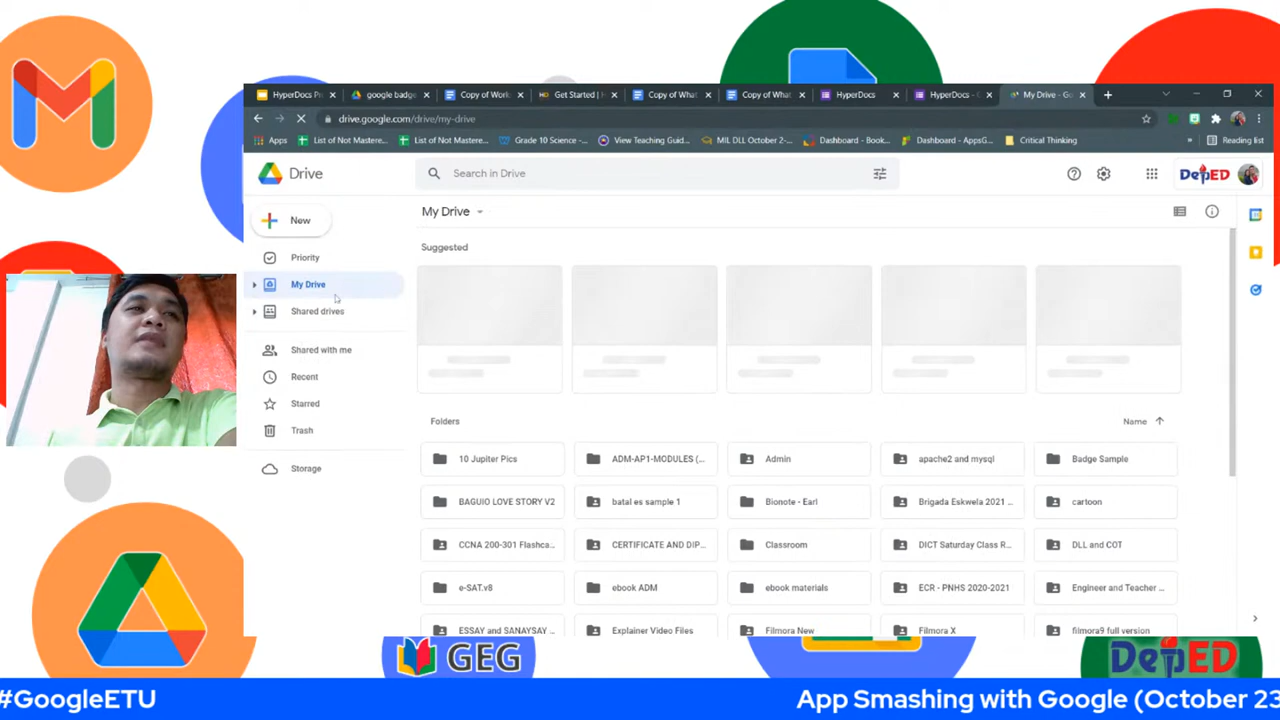 HyperDocs Pr
google badge
Copy of Work
Get Started |
Copy of What
Copy of What
HyperDocs
HyperDocs -
My Drive - Go
drive.google.com/drive/my-drive
Apps
List of Not Mastere...
List of Not Mastere...
Grade 10 Science -...
View Teaching Guid...
MIL DLL October 2-...
Dashboard - Book...
Dashboard - AppsG...
Critical Thinking
»
Reading list
Drive
Search in Drive
DepED
New
My Drive
Suggested
Priority
My Drive
Shared drives
Shared with me
Recent
Starred
Trash
Storage
Folders
Name
10 Jupiter Pics
ADM-AP1-MODULES (...
Admin
apache2 and mysql
Badge Sample
BAGUIO LOVE STORY V2
batal es sample 1
Bionote - Earl
Brigada Eskwela 2021 ...
cartoon
CCNA 200-301 Flashca...
CERTIFICATE AND DIP...
Classroom
DICT Saturday Class R...
DLL and COT
e-SAT.v8
ebook ADM
ebook materials
ECR - PNHS 2020-2021
Engineer and Teacher ...
ESSAY and SANAYSAY ...
Explainer Video Files
Filmora New
Filmora X
filmora9 full version
GEG
DepED
#GoogleETU
App Smashing with Google (October 23